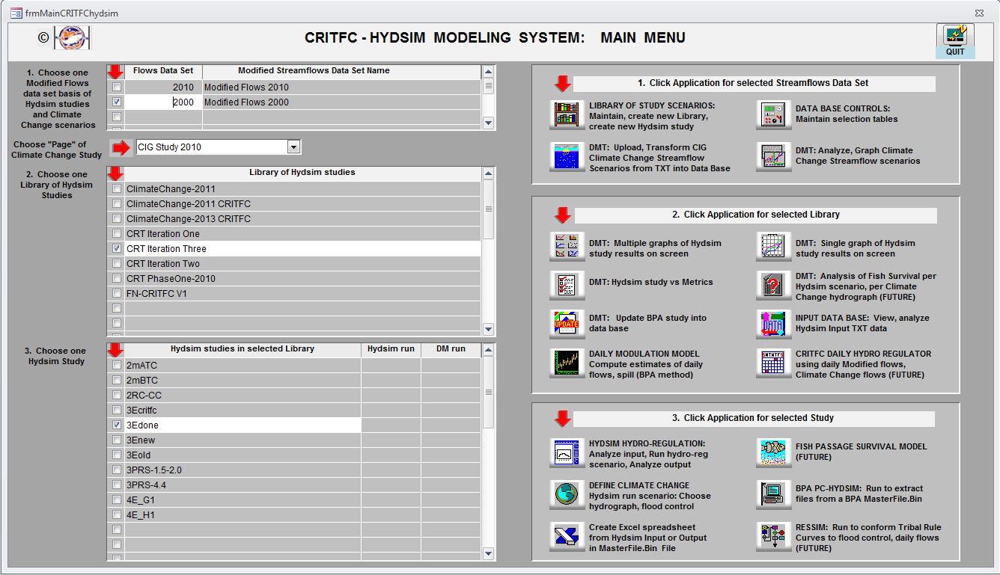 frmMainCRITFChydsim
© CRITFC - HYDSIM MODELING SYSTEM: MAIN MENU
QUIT
1. Choose one
Modified Flows
data set basis of
Hydsim studies
and Climate
Change scenarios
Flows Data Set Modified Streamflows Data Set Name
2010 Modified Flows 2010
2000 Modified Flows 2000
Choose "Page" of
Climate Change Study
CIG Study 2010
2. Choose one
Library of Hydsim
Studies
Library of Hydsim studies
ClimateChange-2011
ClimateChange-2011 CRITFC
ClimateChange-2013 CRITFC
CRT Iteration One
CRT Iteration Three
CRT Iteration Two
CRT PhaseOne-2010
FN-CRITFC V1
3. Choose one
Hydsim Study
Hydsim studies in selected Library Hydsim run DM run
2mATC
2mBTC
2RC-CC
3Ecritfc
3Edone
3Enew
3Eold
3PRS-1.5-2.0
3PRS-4.4
4E_G1
4E_H1
1. Click Application for selected Streamflows Data Set
LIBRARY OF STUDY SCENARIOS:
Maintain, create new Library,
create new Hydsim study
DATA BASE CONTROLS:
Maintain selection tables
DMT: Upload, Transform CIG
Climate Change Streamflow
Scenarios from TXT into Data Base
DMT: Analyze, Graph Climate
Change Streamflow scenarios
2. Click Application for selected Library
DMT: Multiple graphs of Hydsim
study results on screen
DMT: Single graph of Hydsim
study results on screen
DMT: Hydsim study vs Metrics
DMT: Analysis of Fish Survival per
Hydsim scenario, per Climate
Change hydrograph (FUTURE)
UPDATE
DMT: Update BPA study into
data base
DATA
INPUT DATA BASE: View, analyze
Hydsim Input TXT data
DAILY MODULATION MODEL
Compute estimates of daily
flows, spill (BPA method)
SMTWTFS
CRITFC DAILY HYDRO REGULATOR
using daily Modified flows,
Climate Change flows (FUTURE)
3. Click Application for selected Study
HYDSIM HYDRO-REGULATION:
Analyze input, Run hydro-reg
scenario, Analyze output
FISH PASSAGE SURVIVAL MODEL
(FUTURE)
DEFINE CLIMATE CHANGE
Hydsim run scenario: Choose
hydrograph, flood control
BPA PC-HYDSIM: Run to extract
files from a BPA MasterFile.Bin
Create Excel spreadsheet
from Hydsim Input or Output
in MasterFile.Bin File
RESSIM: Run to conform Tribal Rule
Curves to flood control, daily flows
(FUTURE)